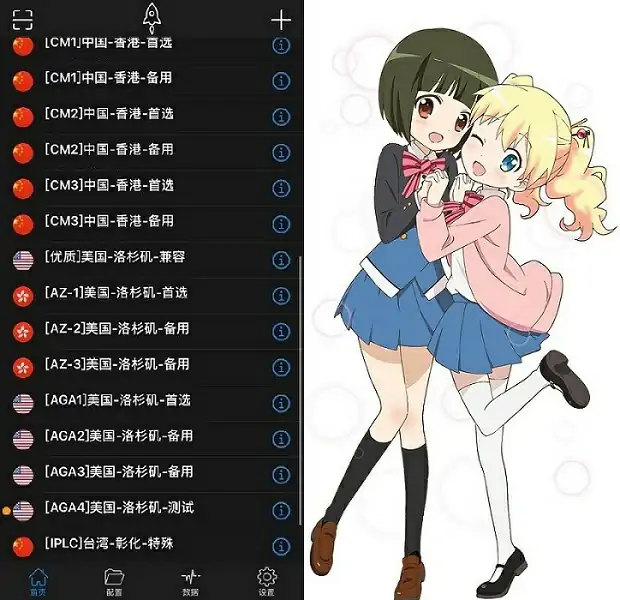 [CM1]中国-香港-首选
[CM1]中国-香港-备用
[CM2]中国-香港-首选
[CM2]中国-香港-备用
[CM3]中国-香港-首选
[CM3]中国-香港-备用
[优质]美国-洛杉矶-兼容
[AZ-1]美国-洛杉矶-首选
[AZ-2]美国-洛杉矶-备用
[AZ-3]美国-洛杉矶-备用
[AGA1]美国-洛杉矶-首选
[AGA2]美国-洛杉矶-备用
[AGA3]美国-洛杉矶-备用
[AGA4]美国-洛杉矶-测试
[IPLC]台湾-彰化-特殊
首页 配置 数据 设置